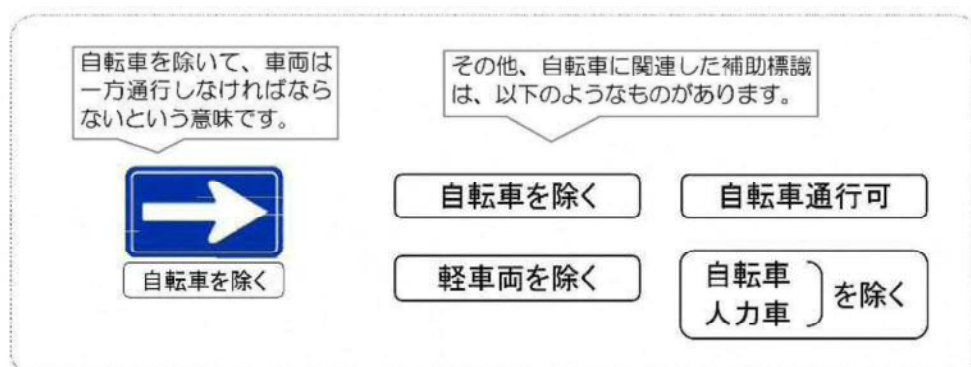 自転車を除いて、車両は
一方通行しなければなら
ないという意味です。
自転車を除く
その他、自転車に関連した補助標識
は、以下のようなものがあります。
自転車を除く
自転車通行可
軽車両を除く
自転車
人力車
を除く